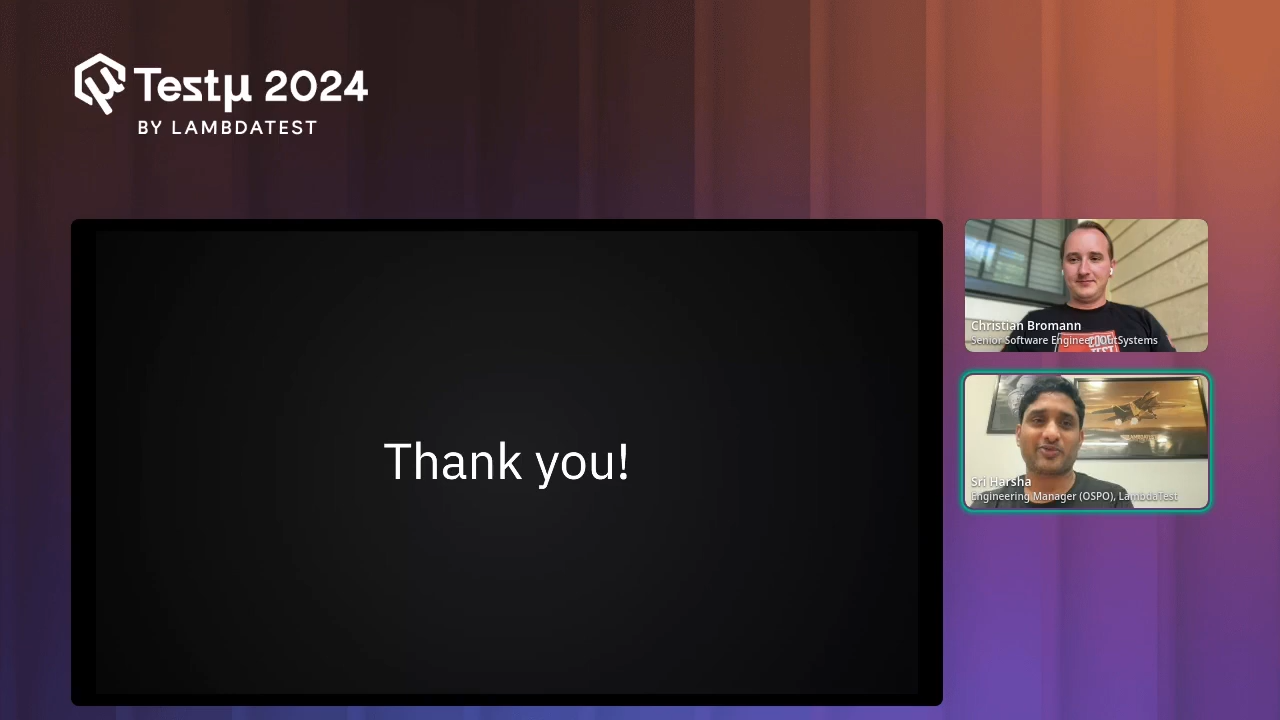 Testμ 2024
BY LAMBDATEST
Thank you!
Christian Bromann
Senior Software Engineer, OutSystems
Sri Harsha
Engineering Manager (OSPO), LambdaTest